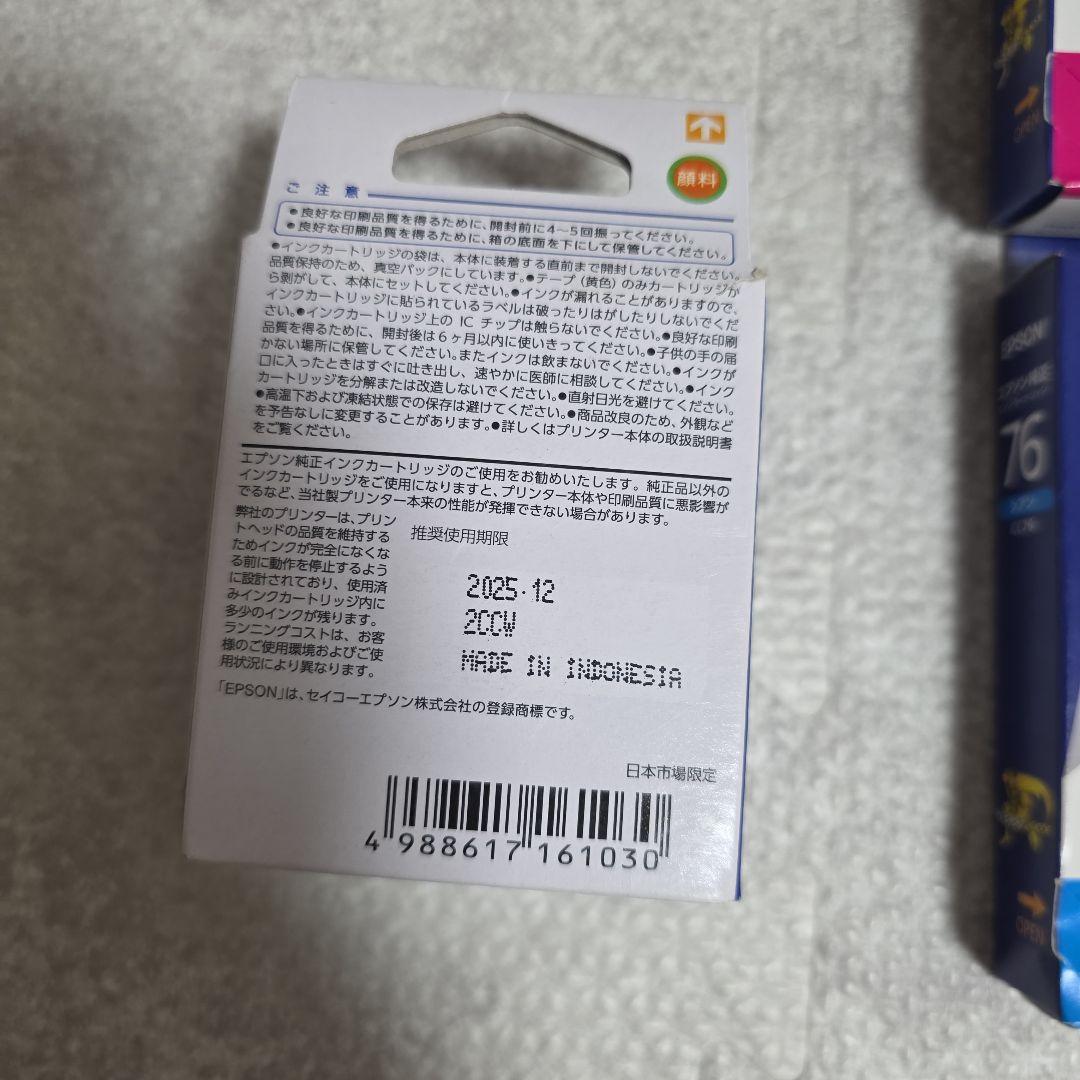 顔料
ご注意
●良好な印刷品質を得るために、開封前に4～5回振ってください。
●良好な印刷品質を得るために、箱の底面を下にして保管してください。
●インクカートリッジの袋は、本体に装着する直前まで開封しないでください。
品質保持のため、真空パックにしています。●テープ（黄色）のみカートリッジか
ら剥がして、本体にセットしてください。●インクが漏れることがありますので、
インクカートリッジに貼られているラベルは破ったりはがしたりしないでくだ
さい。●インクカートリッジ上の IC チップは触らないでください。●良好な印刷
品質を得るために、開封後は6ヶ月以内に使いきってください。●子供の手の届
かない場所に保管してください。またインクは飲まないでください。●インクが
口に入ったときはすぐに吐き出し、速やかに医師に相談してください。●インク
カートリッジを分解または改造しないでください。●直射日光を避けてください。
●高温下および凍結状態での保存は避けてください。●商品改良のため、外観など
を予告なしに変更することがあります。●詳しくはプリンター本体の取扱説明書
をご覧ください。
エプソン純正インクカートリッジのご使用をお勧めいたします。純正品以外の
インクカートリッジをご使用になりますと、プリンター本体や印刷品質に悪影響が
でるなど、当社製プリンター本来の性能が発揮できない場合があります。
弊社のプリンターは、プリン
トヘッドの品質を維持する
ためインクが完全になくな
る前に動作を停止するよう
に設計されており、使用済
みインクカートリッジ内に
多少のインクが残ります。
ランニングコストは、お客
様のご使用環境およびご使
用状況により異なります。
推奨使用期限
2025.12
2CCW
MADE IN INDONESIA
「EPSON」は、セイコーエプソン株式会社の登録商標です。
日本市場限定
4 988617 161030
OPEN
EPSON
76
シアン
OPEN